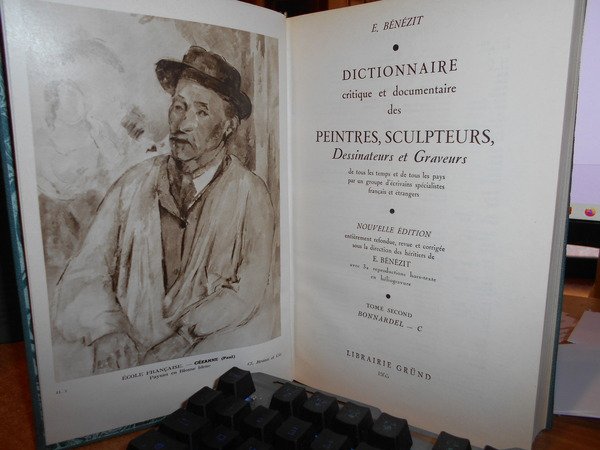 ÉCOLE FRANÇAISE. — CÉZANNE (Paul).
Paysan en Blouse bleue.
E. BÉNÉZIT
DICTIONNAIRE
critique et documentaire
des
PEINTRES, SCULPTEURS,
Dessinateurs et Graveurs
de tous les temps et de tous les pays
par un groupe d'écrivains spécialistes
français et étrangers
NOUVELLE ÉDITION
entièrement refondue, revue et corrigée
sous la direction des héritiers de
E. BÉNÉZIT
avec 32 reproductions hors-texte
en héliogravure
TOME SECOND
BONNARDEL — C
LIBRAIRIE GRÜND